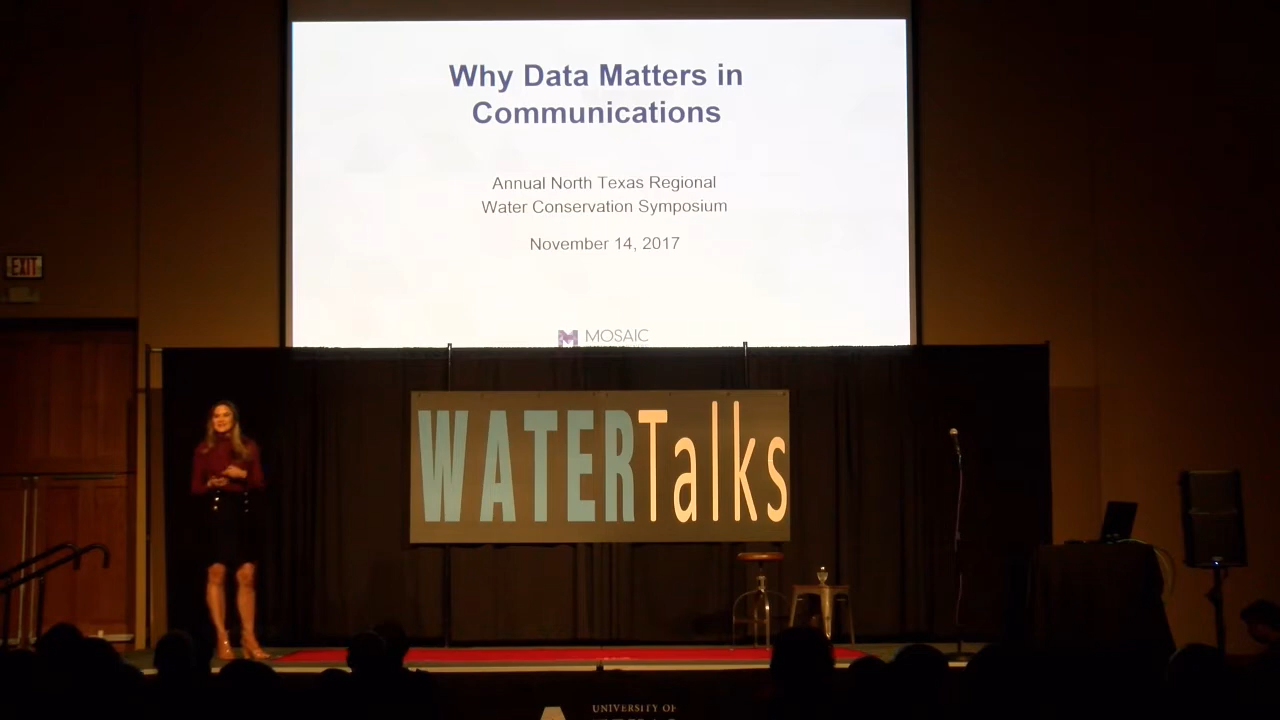 Why Data Matters in
Communications
Annual North Texas Regional
Water Conservation Symposium
November 14, 2017
MOSAIC
EXIT
WATERTalks
UNIVERSITY OF